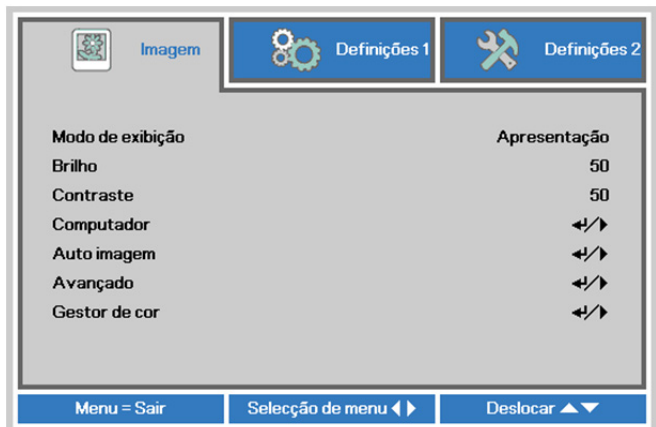 Imagem Definições 1 Definições 2
Modo de exibição Apresentação
Brilho 50
Contraste 50
Computador ↵/▶
Auto imagem ↵/▶
Avançado ↵/▶
Gestor de cor ↵/▶
Menu = Sair Selecção de menu ◀▶ Deslocar ▲▼